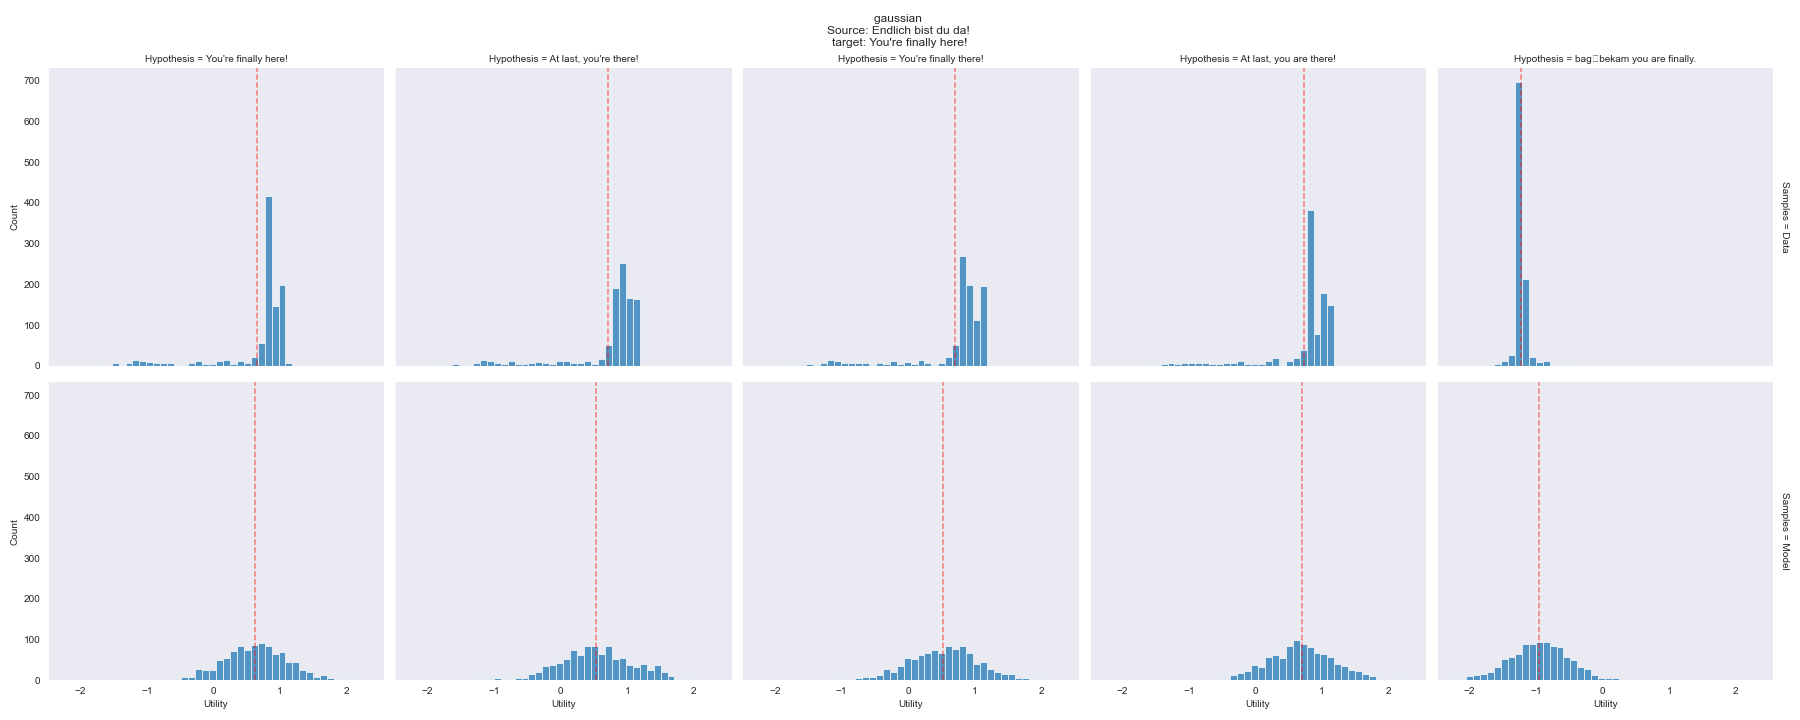 gaussian
Source: Endlich bist du da!
target: You're finally here!
Hypothesis = You're finally here!
Hypothesis = At last, you're there!
Hypothesis = You're finally there!
Hypothesis = At last, you are there!
Hypothesis = bag□bekam you are finally.
700
600
500
400
300
200
100
0
Count
Samples = Data
700
600
500
400
300
200
100
0
Count
Samples = Model
−2 −1 0 1 2
−2 −1 0 1 2
−2 −1 0 1 2
−2 −1 0 1 2
−2 −1 0 1 2
Utility
Utility
Utility
Utility
Utility